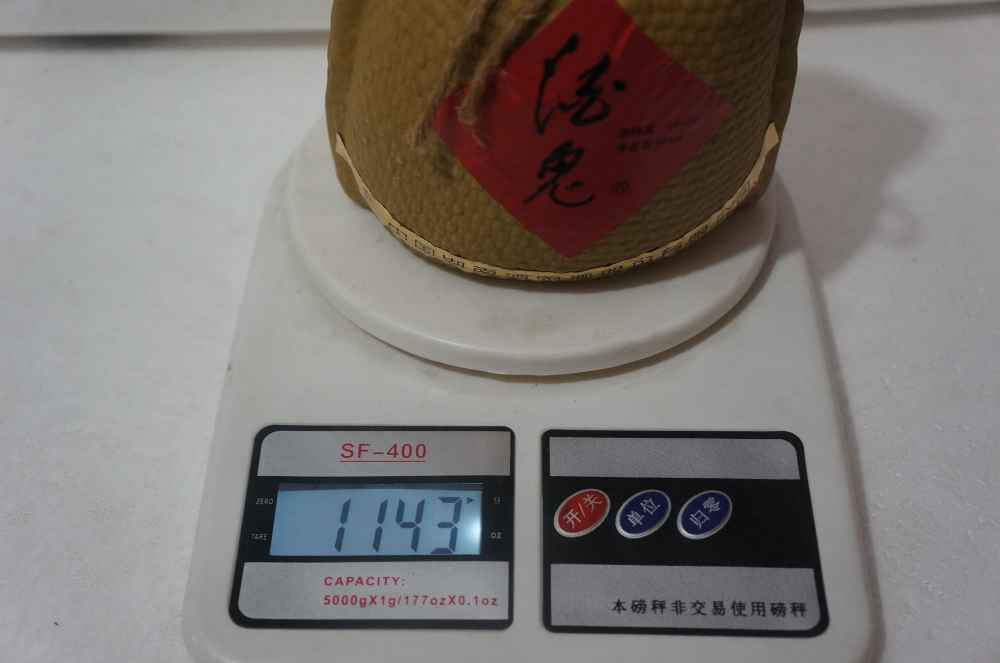 酒
鬼
SF-400
ZERO
TARE
1143
g
OZ
CAPACITY:
5000gX1g/177ozX0.1oz
开/关
单位
归零
本磅秤非交易使用磅秤